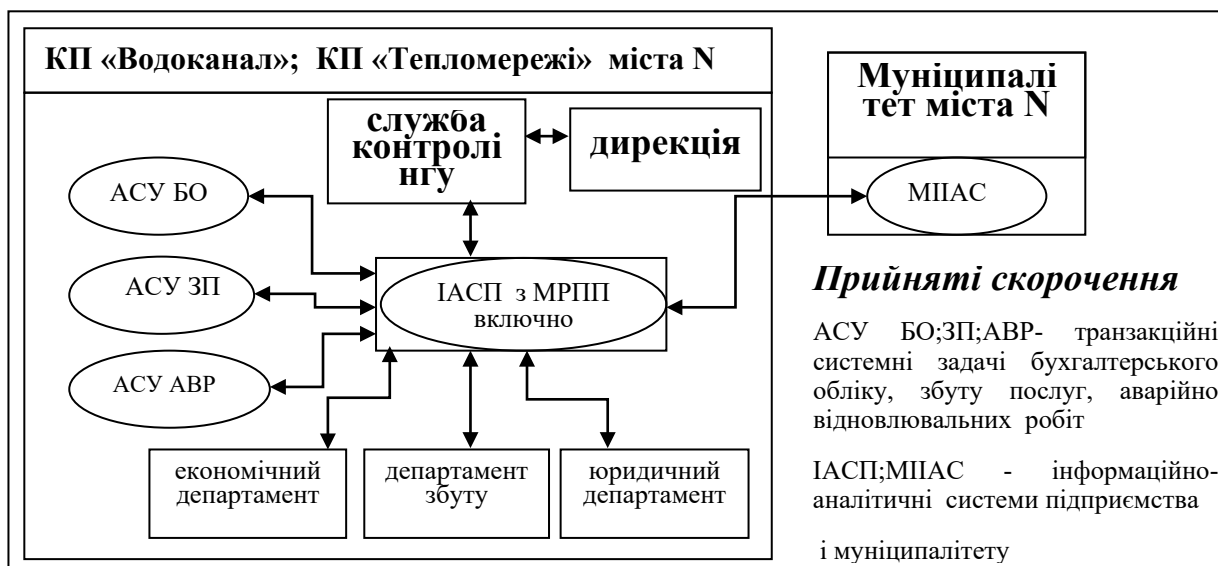 КП «Водоканал»; КП «Тепломережі» міста N
служба
контролі
нгу
дирекція
Муніципалі
тет міста N
МІІАС
АСУ БО
АСУ ЗП
АСУ АВР
ІАСП з МРПП
включно
економічний
департамент
департамент
збуту
юридичний
департамент
Прийняті скорочення
АСУ БО;ЗП;АВР- транзакційні
системні задачі бухгалтерського
обліку, збуту послуг, аварійно
відновлювальних робіт
ІАСП;МІІАС - інформаційно-
аналітичні системи підприємства
і муніципалітету